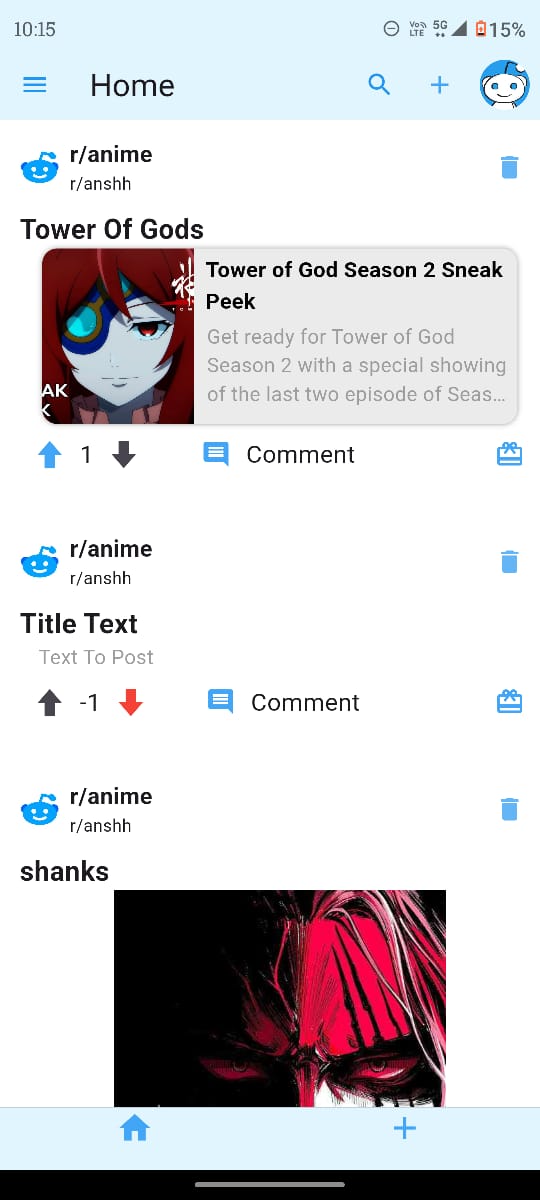 10:15
Vo))
LTE
5G
15%
Home
r/anime
r/anshh
Tower Of Gods
神
AK
K
Tower of God Season 2 Sneak
Peek
Get ready for Tower of God
Season 2 with a special showing
of the last two episode of Seas...
1
Comment
r/anime
r/anshh
Title Text
Text To Post
-1
Comment
r/anime
r/anshh
shanks